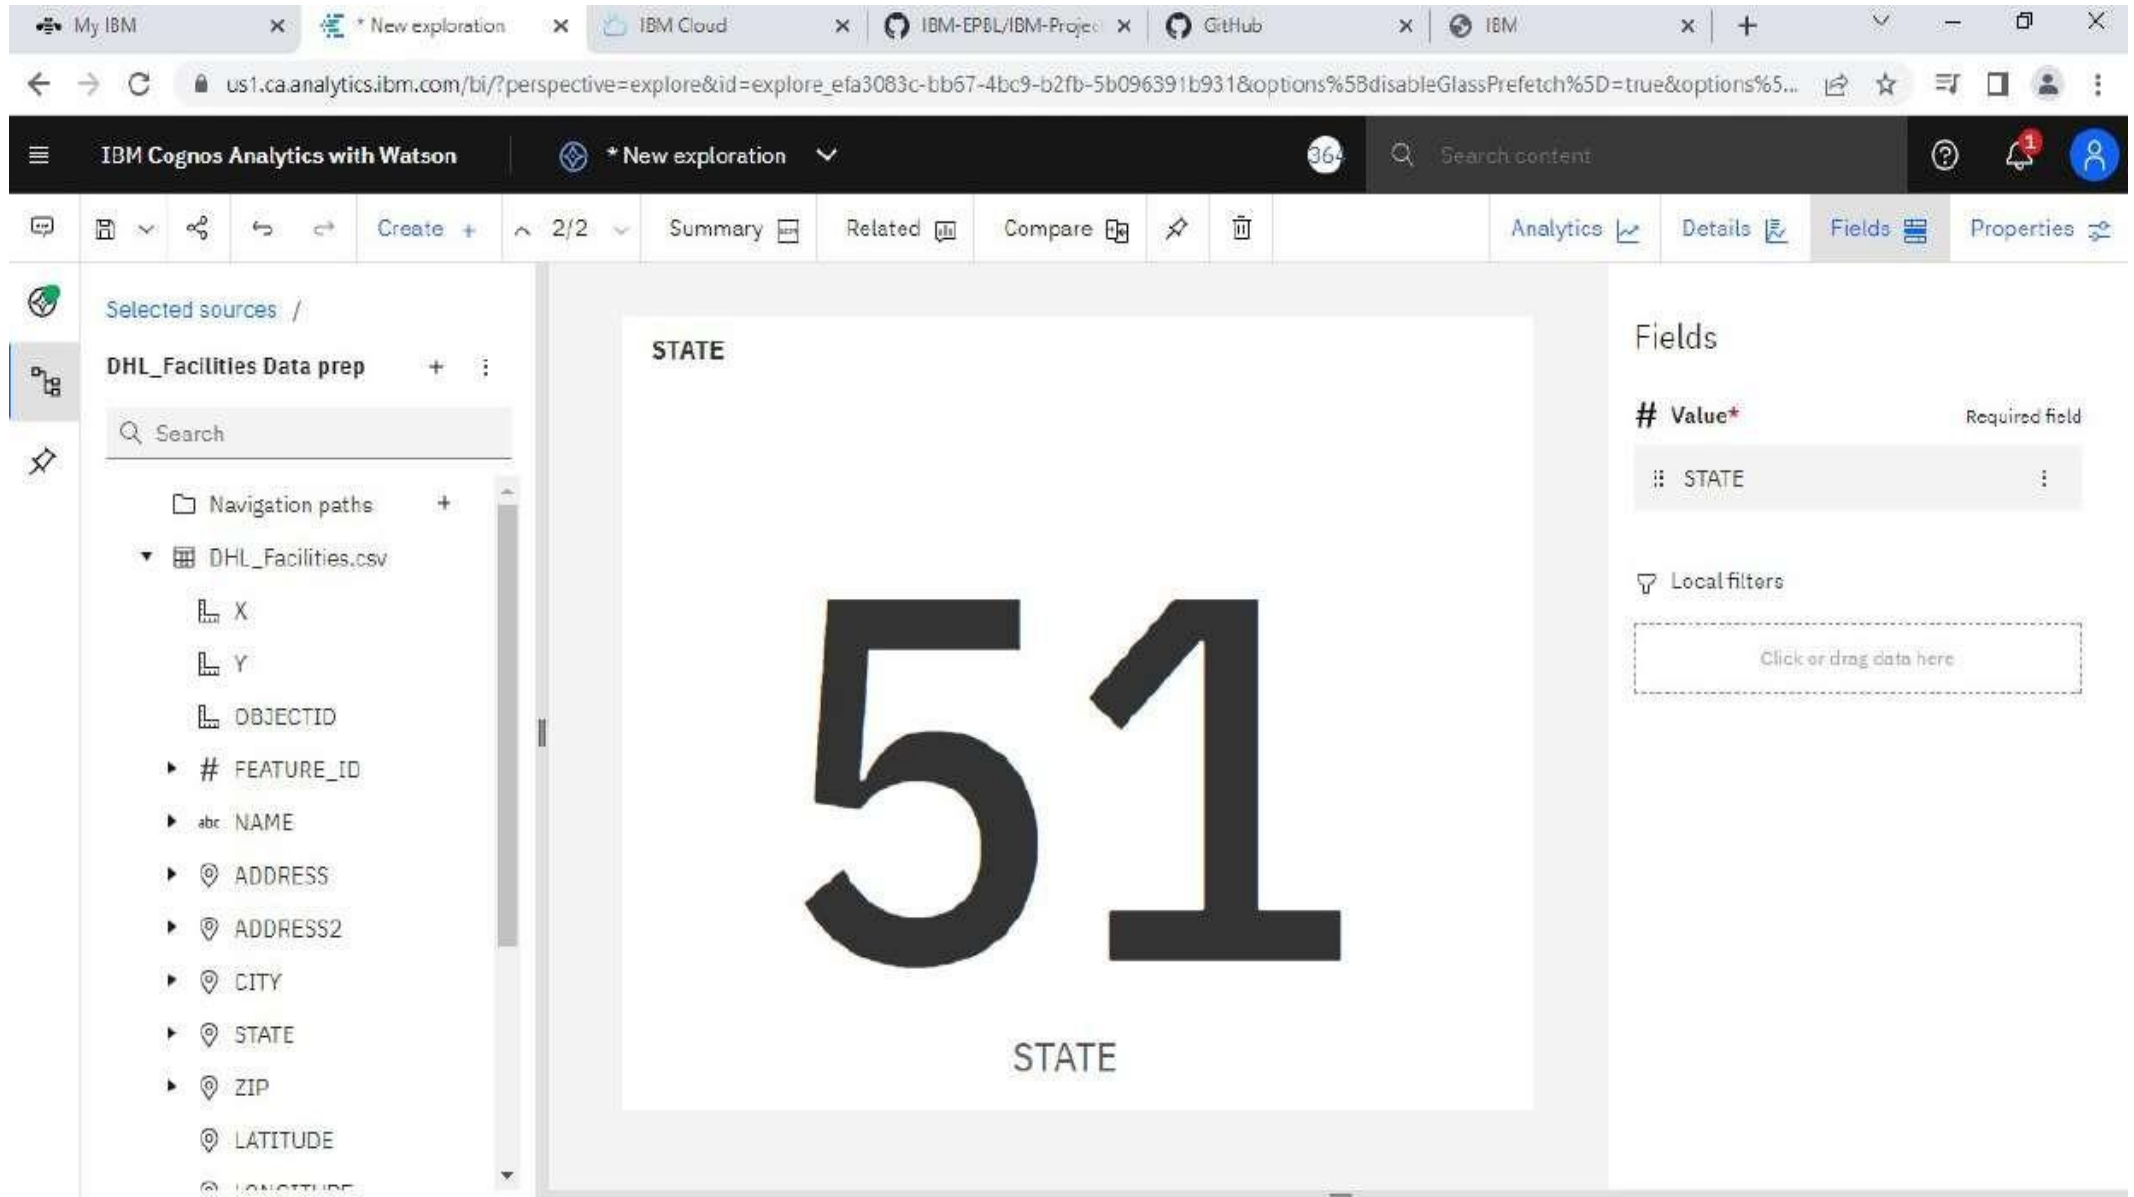 My IBM
* New exploration
IBM Cloud
IBM-EPBL/IBM-Projec
GitHub
IBM
us1.ca.analytics.ibm.com/bi/?perspective=explore&id=explore_efa3083c-bb67-4bc9-b2fb-5b096391b931&options%5BdisableGlassPrefetch%5D=true&options%5...
IBM Cognos Analytics with Watson
* New exploration
364
Search content
1
Create +
2/2
Summary
Related
Compare
Analytics
Details
Fields
Properties
Selected sources /
DHL_Facilities Data prep
Search
Navigation paths
DHL_Facilities.csv
X
Y
OBJECTID
# FEATURE_ID
abc NAME
ADDRESS
ADDRESS2
CITY
STATE
ZIP
LATITUDE
STATE
51
STATE
Fields
# Value*
Required field
STATE
Local filters
Click or drag data here